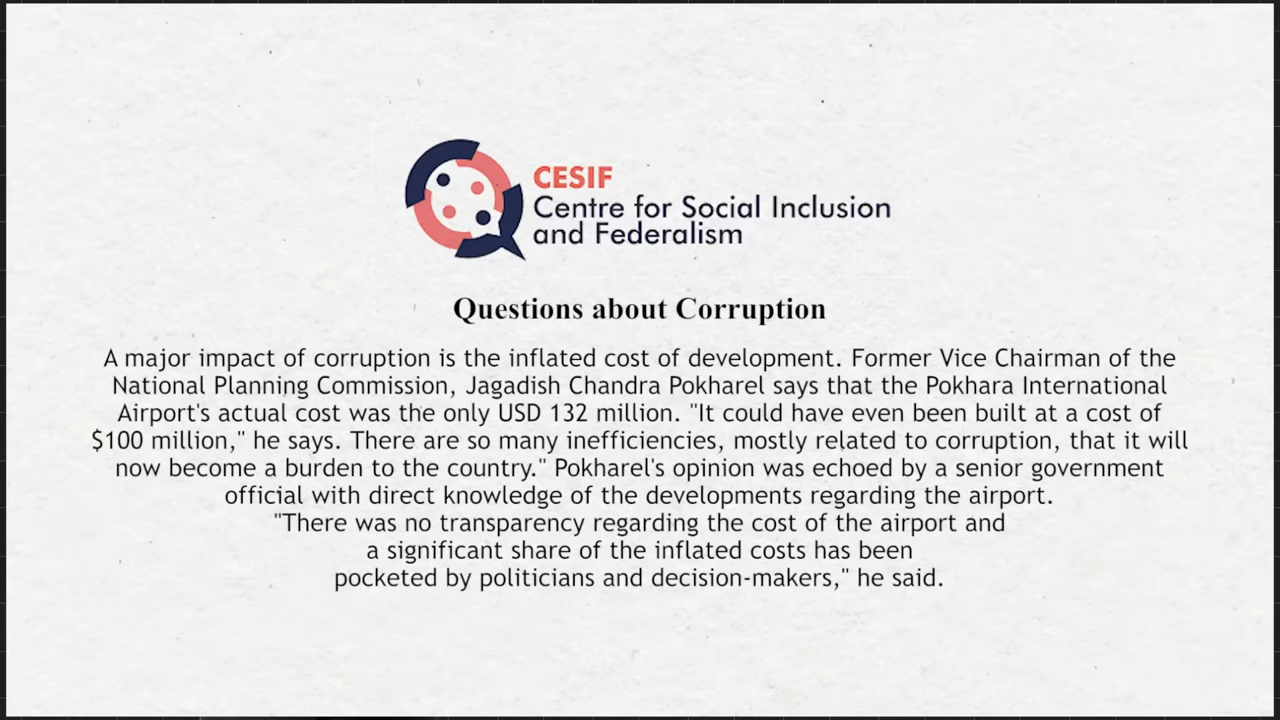 CESIF
Centre for Social Inclusion
and Federalism
Questions about Corruption
A major impact of corruption is the inflated cost of development. Former Vice Chairman of the
National Planning Commission, Jagadish Chandra Pokharel says that the Pokhara International
Airport's actual cost was the only USD 132 million. "It could have even been built at a cost of
$100 million," he says. There are so many inefficiencies, mostly related to corruption, that it will
now become a burden to the country." Pokharel's opinion was echoed by a senior government
official with direct knowledge of the developments regarding the airport.
"There was no transparency regarding the cost of the airport and
a significant share of the inflated costs has been
pocketed by politicians and decision-makers," he said.